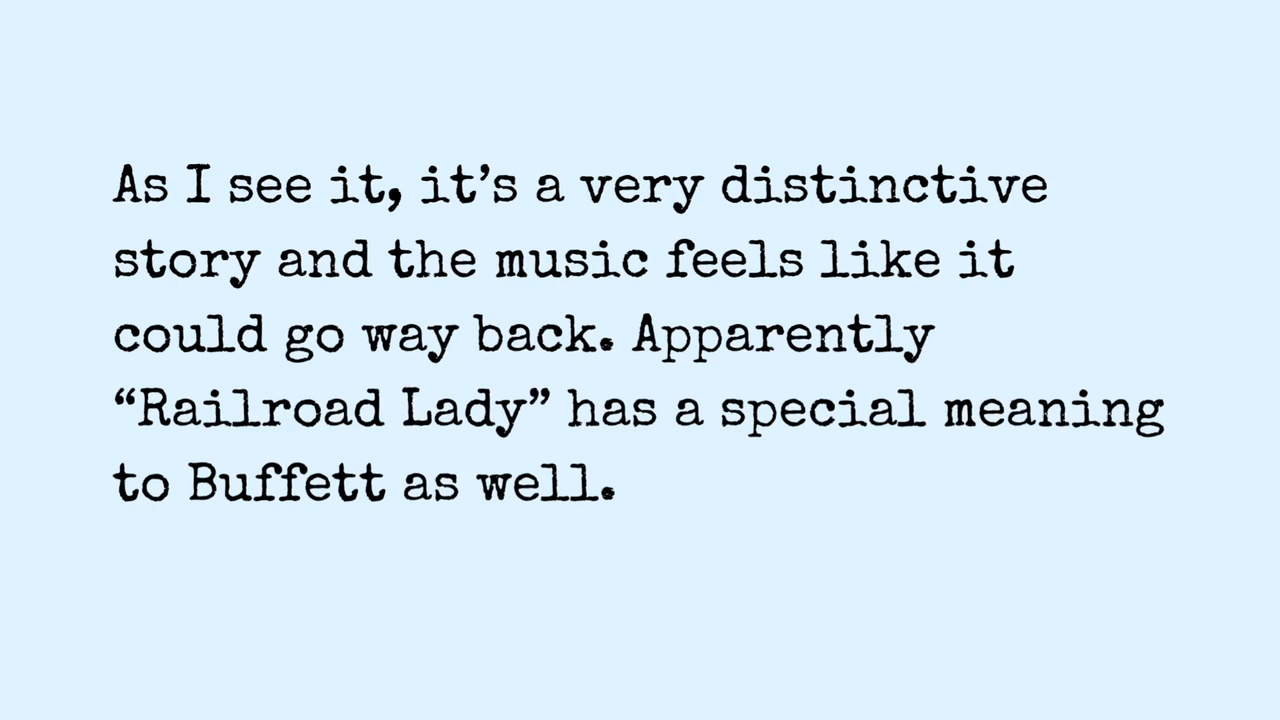 As I see it, it’s a very distinctive
story and the music feels like it
could go way back. Apparently
“Railroad Lady” has a special meaning
to Buffett as well.